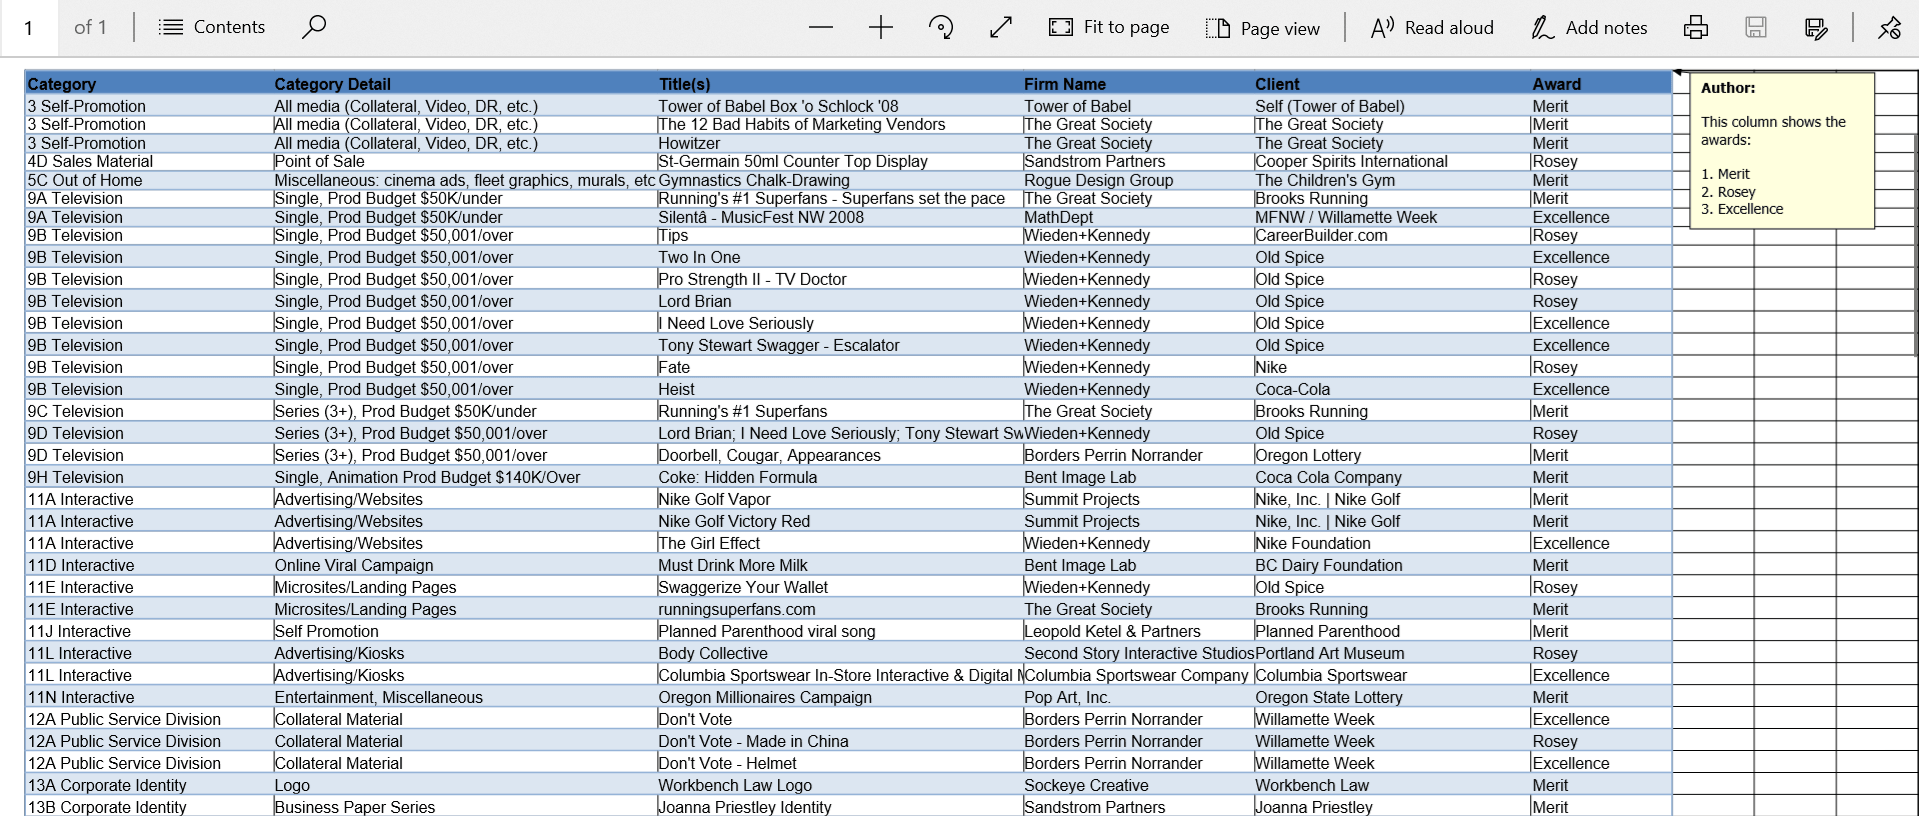 1 of 1 Contents Fit to page Page view Read aloud Add notes
Category Category Detail Title(s) Firm Name Client Award
3 Self-Promotion All media (Collateral, Video, DR, etc.) Tower of Babel Box 'o Schlock '08 Tower of Babel Self (Tower of Babel) Merit
3 Self-Promotion All media (Collateral, Video, DR, etc.) The 12 Bad Habits of Marketing Vendors The Great Society The Great Society Merit
3 Self-Promotion All media (Collateral, Video, DR, etc.) Howitzer The Great Society The Great Society Merit
4D Sales Material Point of Sale St-Germain 50ml Counter Top Display Sandstrom Partners Cooper Spirits International Rosey
5C Out of Home Miscellaneous: cinema ads, fleet graphics, murals, etc Gymnastics Chalk-Drawing Rogue Design Group The Children's Gym Merit
9A Television Single, Prod Budget $50K/under Running's #1 Superfans - Superfans set the pace The Great Society Brooks Running Merit
9A Television Single, Prod Budget $50K/under Silentâ - MusicFest NW 2008 MathDept MFNW / Willamette Week Excellence
9B Television Single, Prod Budget $50,001/over Tips Wieden+Kennedy CareerBuilder.com Rosey
9B Television Single, Prod Budget $50,001/over Two In One Wieden+Kennedy Old Spice Excellence
9B Television Single, Prod Budget $50,001/over Pro Strength II - TV Doctor Wieden+Kennedy Old Spice Rosey
9B Television Single, Prod Budget $50,001/over Lord Brian Wieden+Kennedy Old Spice Rosey
9B Television Single, Prod Budget $50,001/over I Need Love Seriously Wieden+Kennedy Old Spice Excellence
9B Television Single, Prod Budget $50,001/over Tony Stewart Swagger - Escalator Wieden+Kennedy Old Spice Excellence
9B Television Single, Prod Budget $50,001/over Fate Wieden+Kennedy Nike Rosey
9B Television Single, Prod Budget $50,001/over Heist Wieden+Kennedy Coca-Cola Excellence
9C Television Series (3+), Prod Budget $50K/under Running's #1 Superfans The Great Society Brooks Running Merit
9D Television Series (3+), Prod Budget $50,001/over Lord Brian; I Need Love Seriously; Tony Stewart Sw Wieden+Kennedy Old Spice Rosey
9D Television Series (3+), Prod Budget $50,001/over Doorbell, Cougar, Appearances Borders Perrin Norrander Oregon Lottery Merit
9H Television Single, Animation Prod Budget $140K/Over Coke: Hidden Formula Bent Image Lab Coca Cola Company Merit
11A Interactive Advertising/Websites Nike Golf Vapor Summit Projects Nike, Inc. | Nike Golf Merit
11A Interactive Advertising/Websites Nike Golf Victory Red Summit Projects Nike, Inc. | Nike Golf Merit
11A Interactive Advertising/Websites The Girl Effect Wieden+Kennedy Nike Foundation Excellence
11D Interactive Online Viral Campaign Must Drink More Milk Bent Image Lab BC Dairy Foundation Merit
11E Interactive Microsites/Landing Pages Swaggerize Your Wallet Wieden+Kennedy Old Spice Rosey
11E Interactive Microsites/Landing Pages runningsuperfans.com The Great Society Brooks Running Merit
11J Interactive Self Promotion Planned Parenthood viral song Leopold Ketel & Partners Planned Parenthood Merit
11L Interactive Advertising/Kiosks Body Collective Second Story Interactive Studios Portland Art Museum Rosey
11L Interactive Advertising/Kiosks Columbia Sportswear In-Store Interactive & Digital M Columbia Sportswear Company Columbia Sportswear Excellence
11N Interactive Entertainment, Miscellaneous Oregon Millionaires Campaign Pop Art, Inc. Oregon State Lottery Merit
12A Public Service Division Collateral Material Don't Vote Borders Perrin Norrander Willamette Week Excellence
12A Public Service Division Collateral Material Don't Vote - Made in China Borders Perrin Norrander Willamette Week Rosey
12A Public Service Division Collateral Material Don't Vote - Helmet Borders Perrin Norrander Willamette Week Excellence
13A Corporate Identity Logo Workbench Law Logo Sockeye Creative Workbench Law Merit
13B Corporate Identity Business Paper Series Joanna Priestley Identity Sandstrom Partners Joanna Priestley Merit
Author:
This column shows the
awards:
1. Merit
2. Rosey
3. Excellence